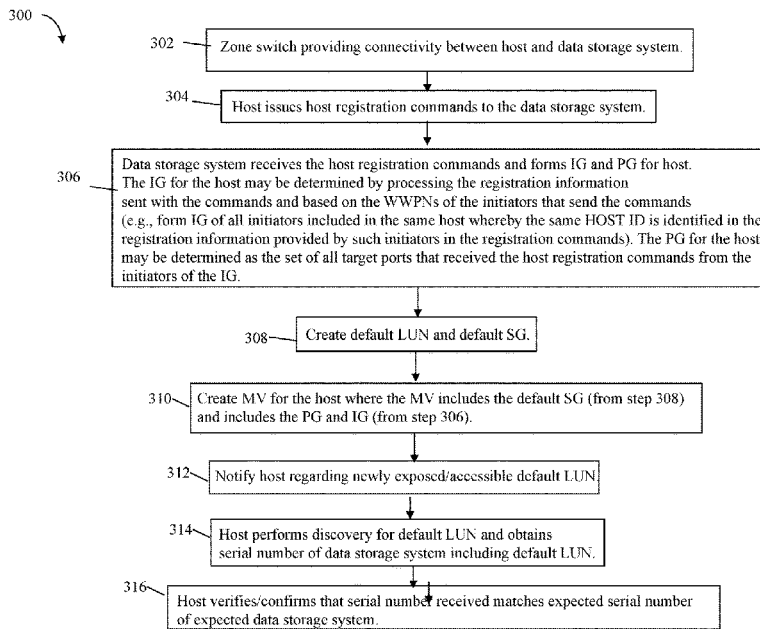 300
302
Zone switch providing connectivity between host and data storage system.
304
Host issues host registration commands to the data storage system.
306
Data storage system receives the host registration commands and forms IG and PG for host.
The IG for the host may be determined by processing the registration information
sent with the commands and based on the WWPNs of the initiators that send the commands
(e.g., form IG of all initiators included in the same host whereby the same HOST ID is identified in the
registration information provided by such initiators in the registration commands). The PG for the host
may be determined as the set of all target ports that received the host registration commands from the
initiators of the IG.
308
Create default LUN and default SG.
310
Create MV for the host where the MV includes the default SG (from step 308)
and includes the PG and IG (from step 306).
312
Notify host regarding newly exposed/accessible default LUN
314
Host performs discovery for default LUN and obtains
serial number of data storage system including default LUN.
316
Host verifies/confirms that serial number received matches expected serial number
of expected data storage system.